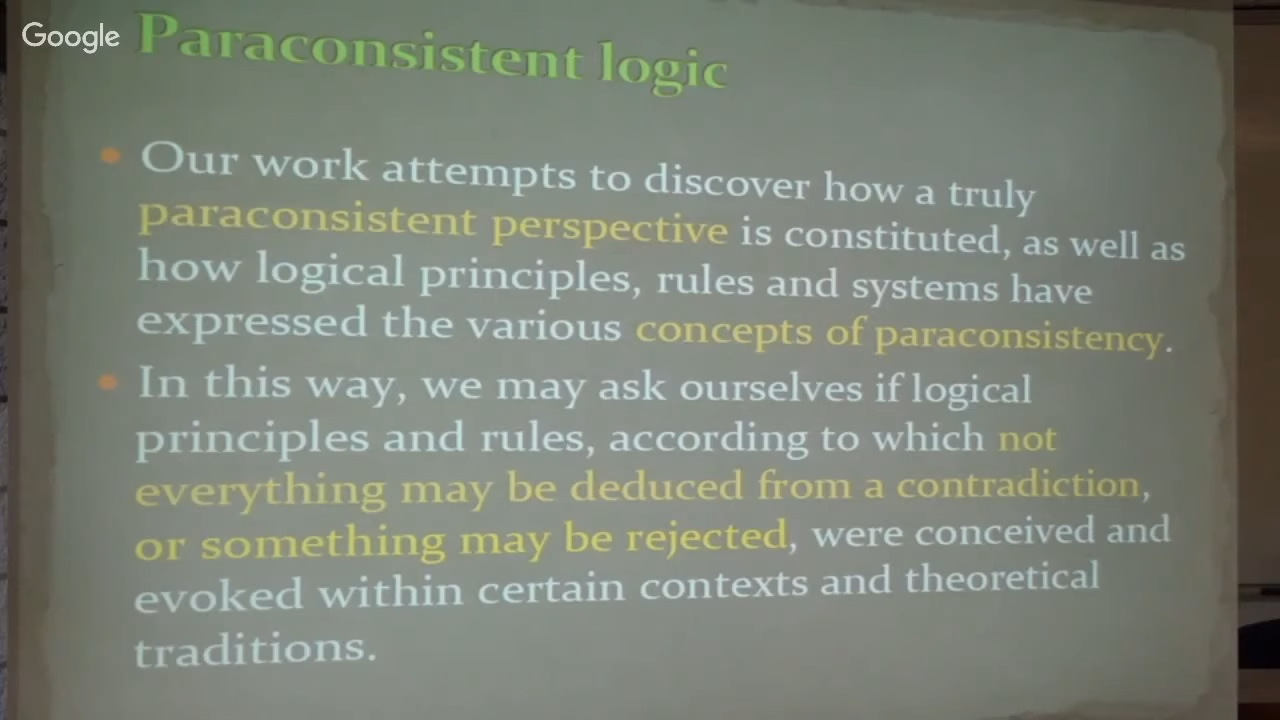 Google
Paraconsistent logic
• Our work attempts to discover how a truly
paraconsistent perspective is constituted, as well as
how logical principles, rules and systems have
expressed the various concepts of paraconsistency.
• In this way, we may ask ourselves if logical
principles and rules, according to which not
everything may be deduced from a contradiction,
or something may be rejected, were conceived and
evoked within certain contexts and theoretical
traditions.